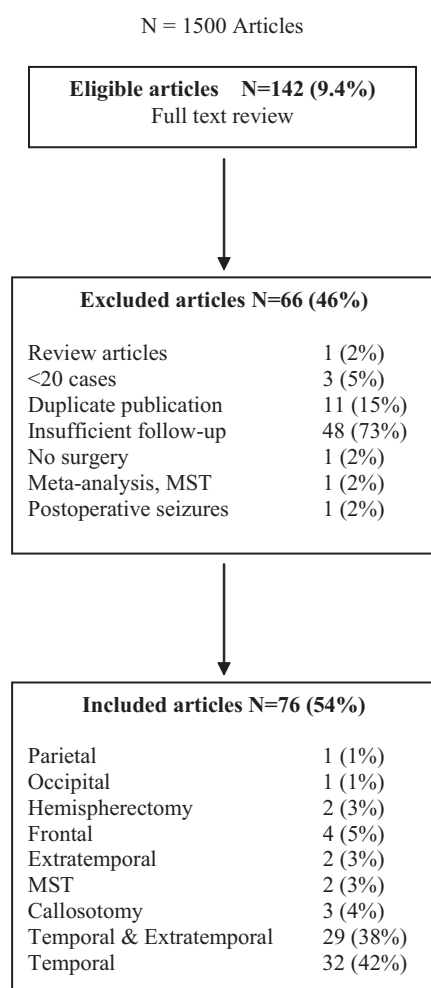 N = 1500 Articles
Eligible articles N=142 (9.4%)
Full text review
Excluded articles N=66 (46%)
Review articles 1 (2%)
<20 cases 3 (5%)
Duplicate publication 11 (15%)
Insufficient follow-up 48 (73%)
No surgery 1 (2%)
Meta-analysis, MST 1 (2%)
Postoperative seizures 1 (2%)
Included articles N=76 (54%)
Parietal 1 (1%)
Occipital 1 (1%)
Hemispherectomy 2 (3%)
Frontal 4 (5%)
Extratemporal 2 (3%)
MST 2 (3%)
Callosotomy 3 (4%)
Temporal & Extratemporal 29 (38%)
Temporal 32 (42%)